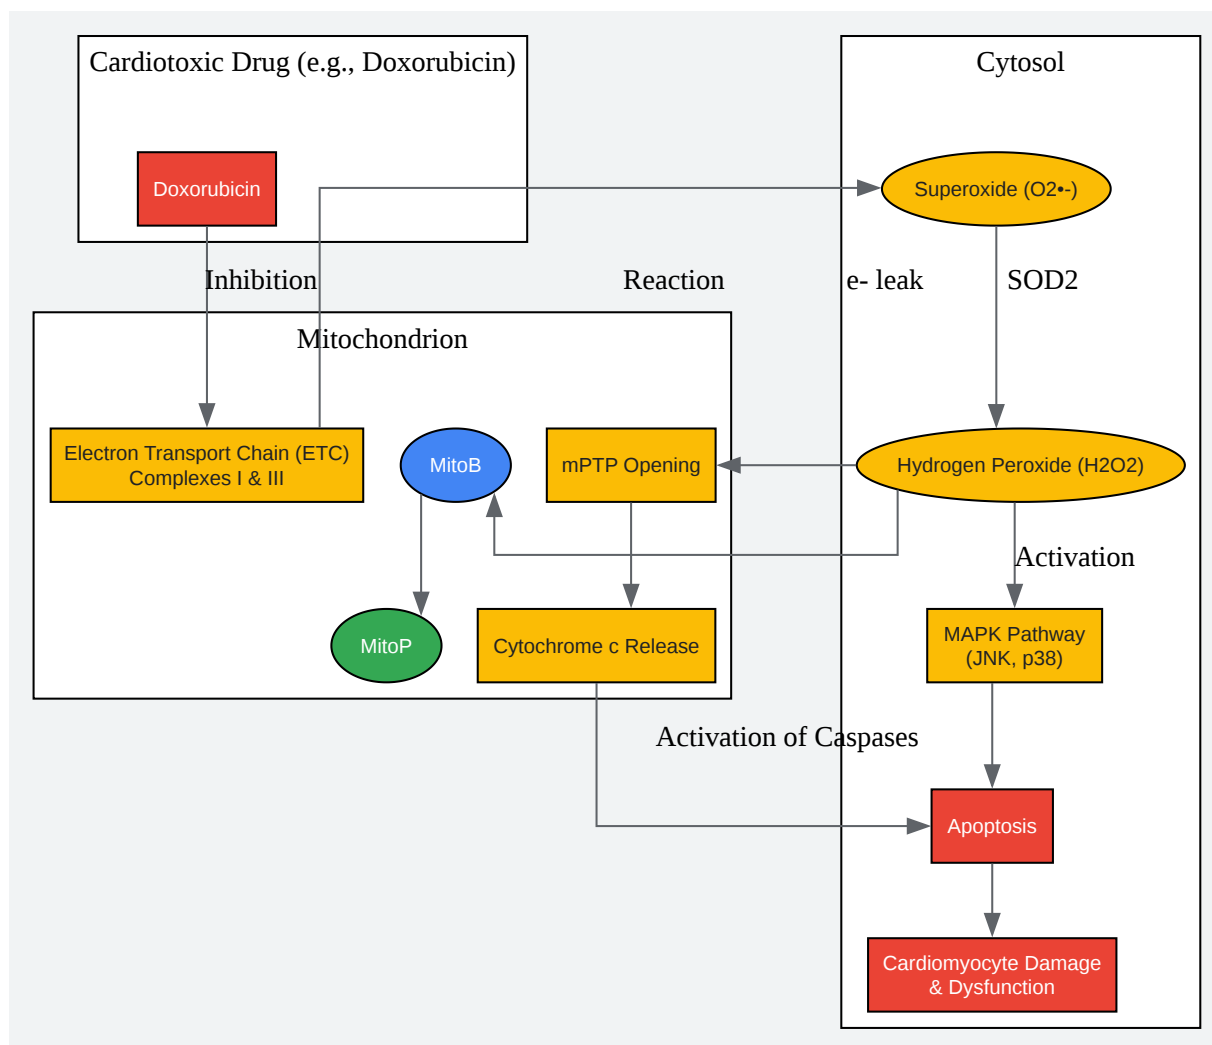 Cardiotoxic Drug (e.g., Doxorubicin)
Cytosol
Doxorubicin
Superoxide (O2•-)
Inhibition
Reaction
e- leak
SOD2
Mitochondrion
Electron Transport Chain (ETC)
Complexes I & III
MitoB
mPTP Opening
Hydrogen Peroxide (H2O2)
Activation
MitoP
Cytochrome c Release
MAPK Pathway
(JNK, p38)
Activation of Caspases
Apoptosis
Cardiomyocyte Damage
& Dysfunction